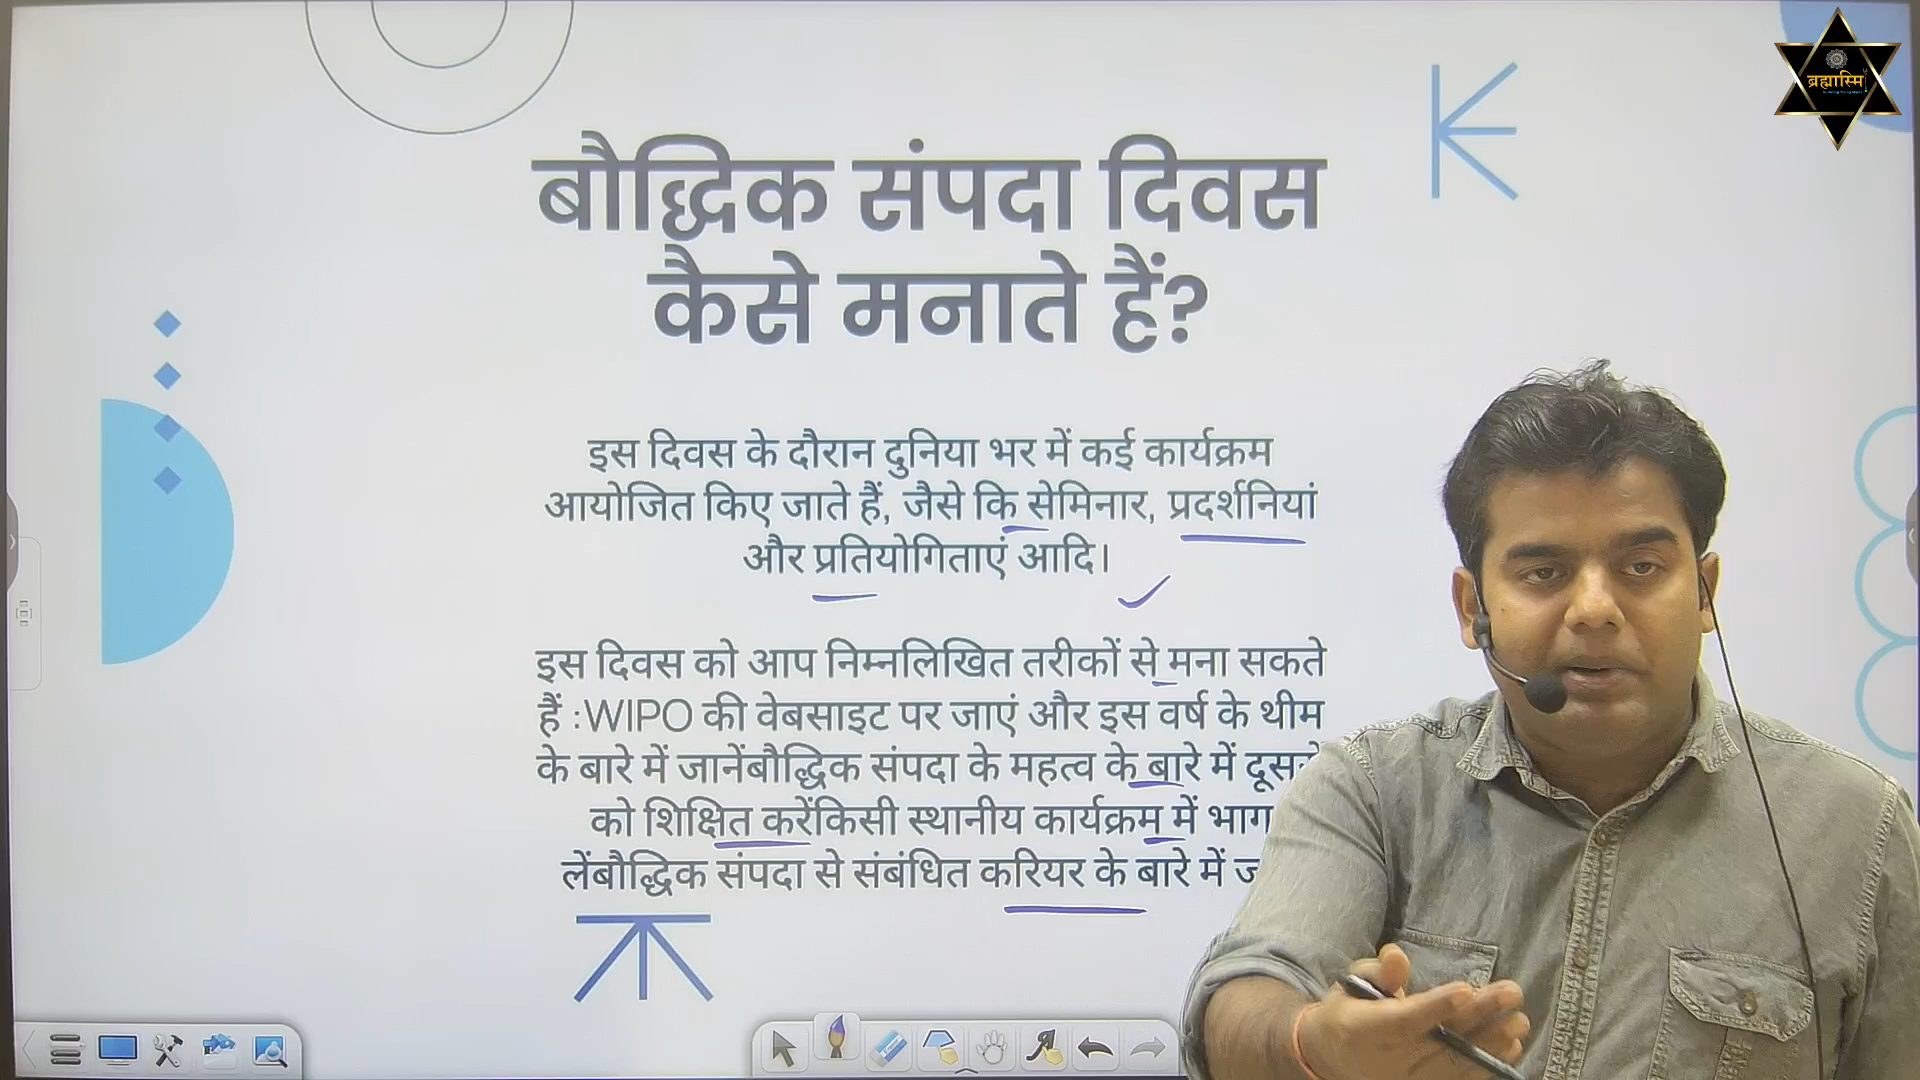 ब्रह्मास्मि
बौद्धिक संपदा दिवस
कैसे मनाते हैं?
इस दिवस के दौरान दुनिया भर में कई कार्यक्रम
आयोजित किए जाते हैं, जैसे कि सेमिनार, प्रदर्शनियां
और प्रतियोगिताएं आदि।
इस दिवस को आप निम्नलिखित तरीकों से मना सकते
हैं :WIPO की वेबसाइट पर जाएं और इस वर्ष के थीम
के बारे में जानेंबौद्धिक संपदा के महत्व के बारे में
को शिक्षित करेंकिसी स्थानीय कार्यक्रम में भाग
लेंबौद्धिक संपदा से संबंधित करियर के बारे में